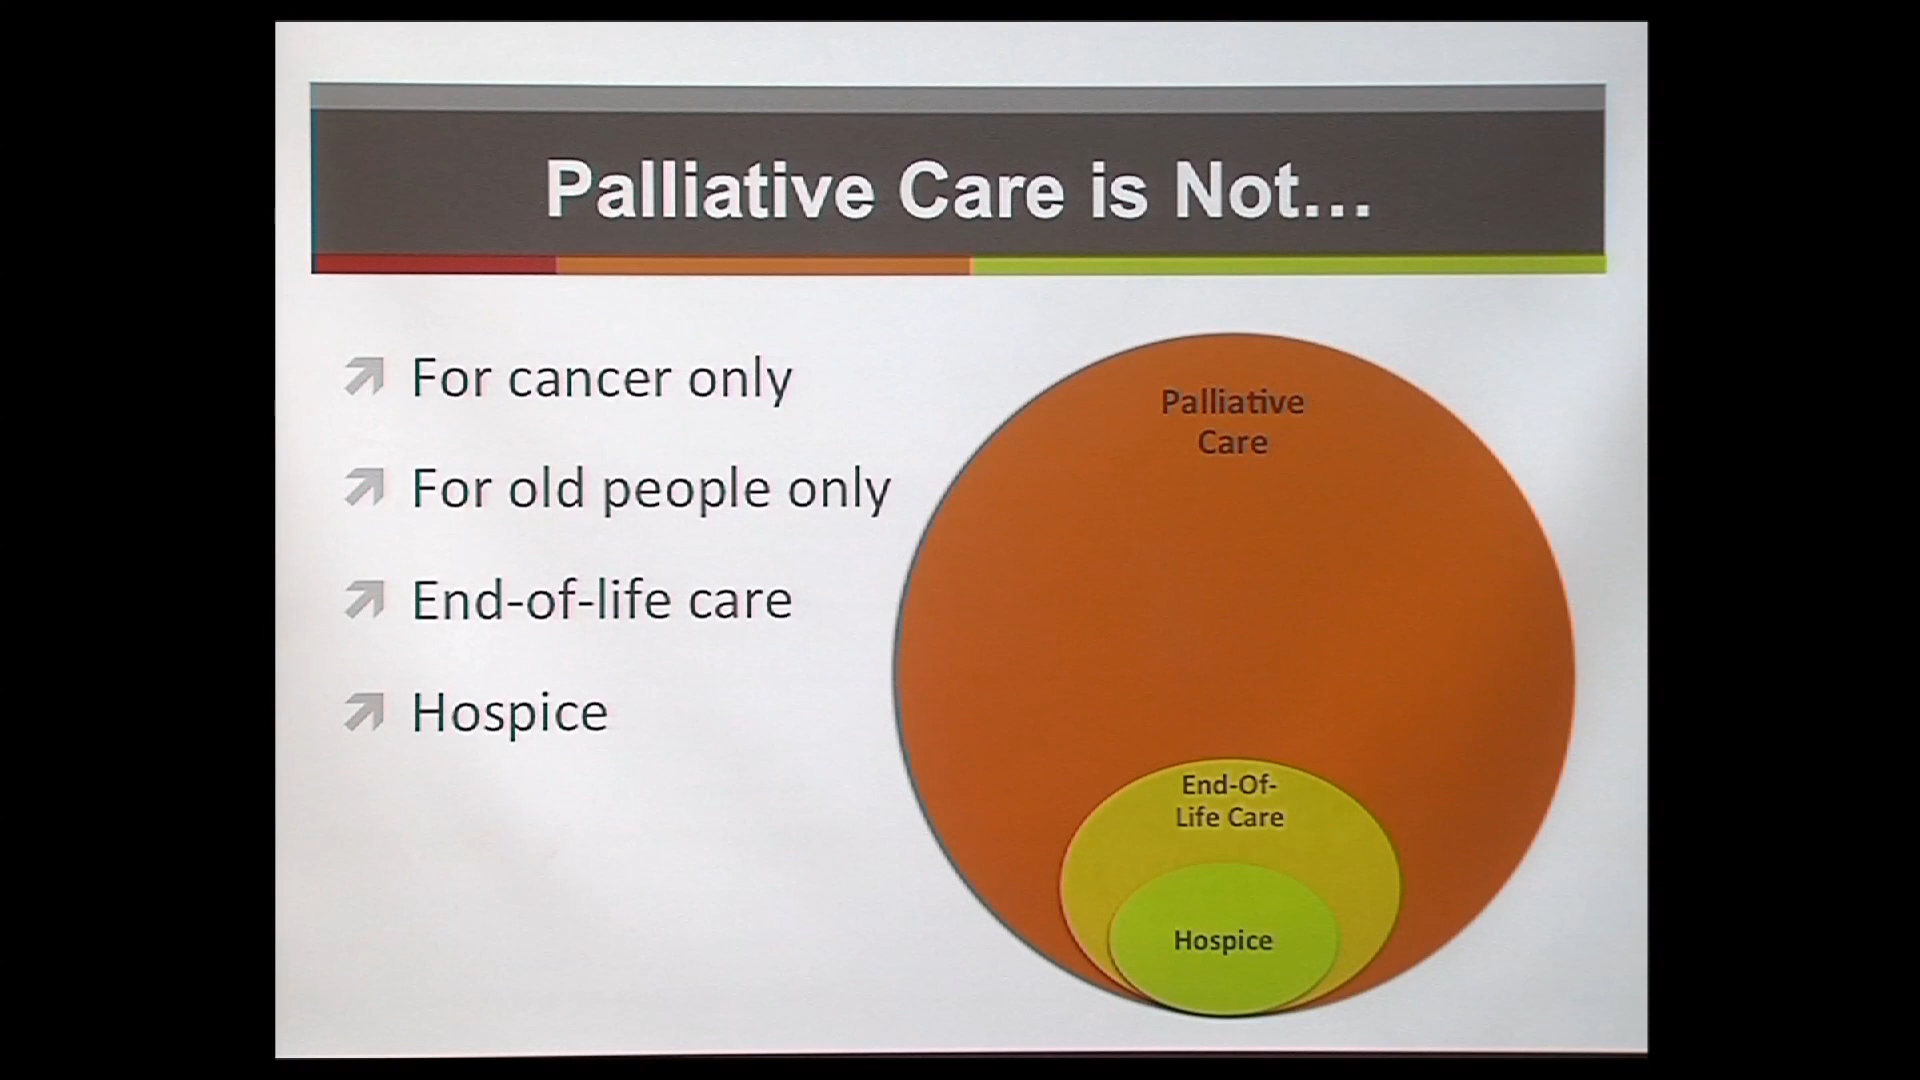 Palliative Care is Not...
For cancer only
For old people only
End-of-life care
Hospice
Palliative
Care
End-Of-
Life Care
Hospice